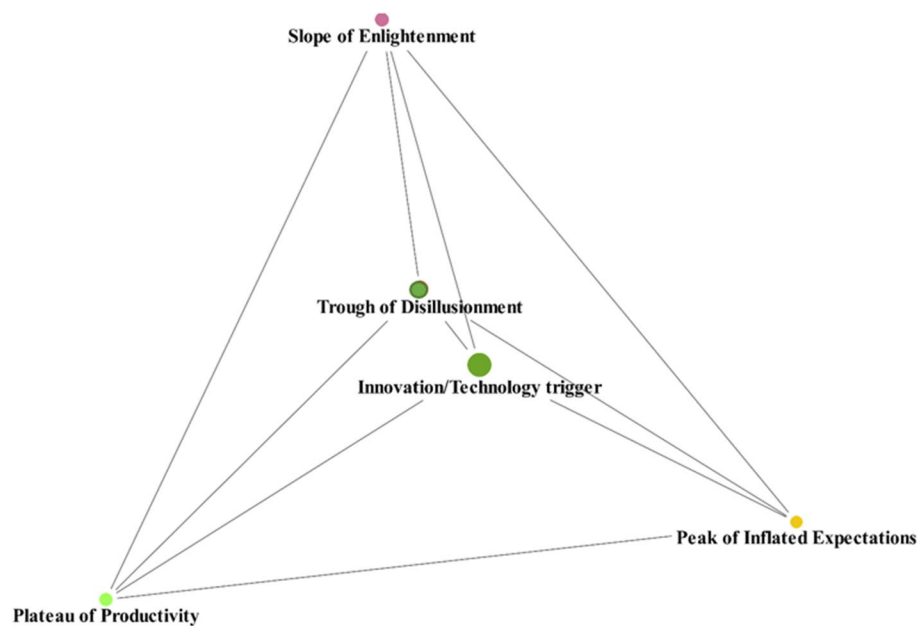 Slope of Enlightenment
Trough of Disillusionment
Innovation/Technology trigger
Peak of Inflated Expectations
Plateau of Productivity